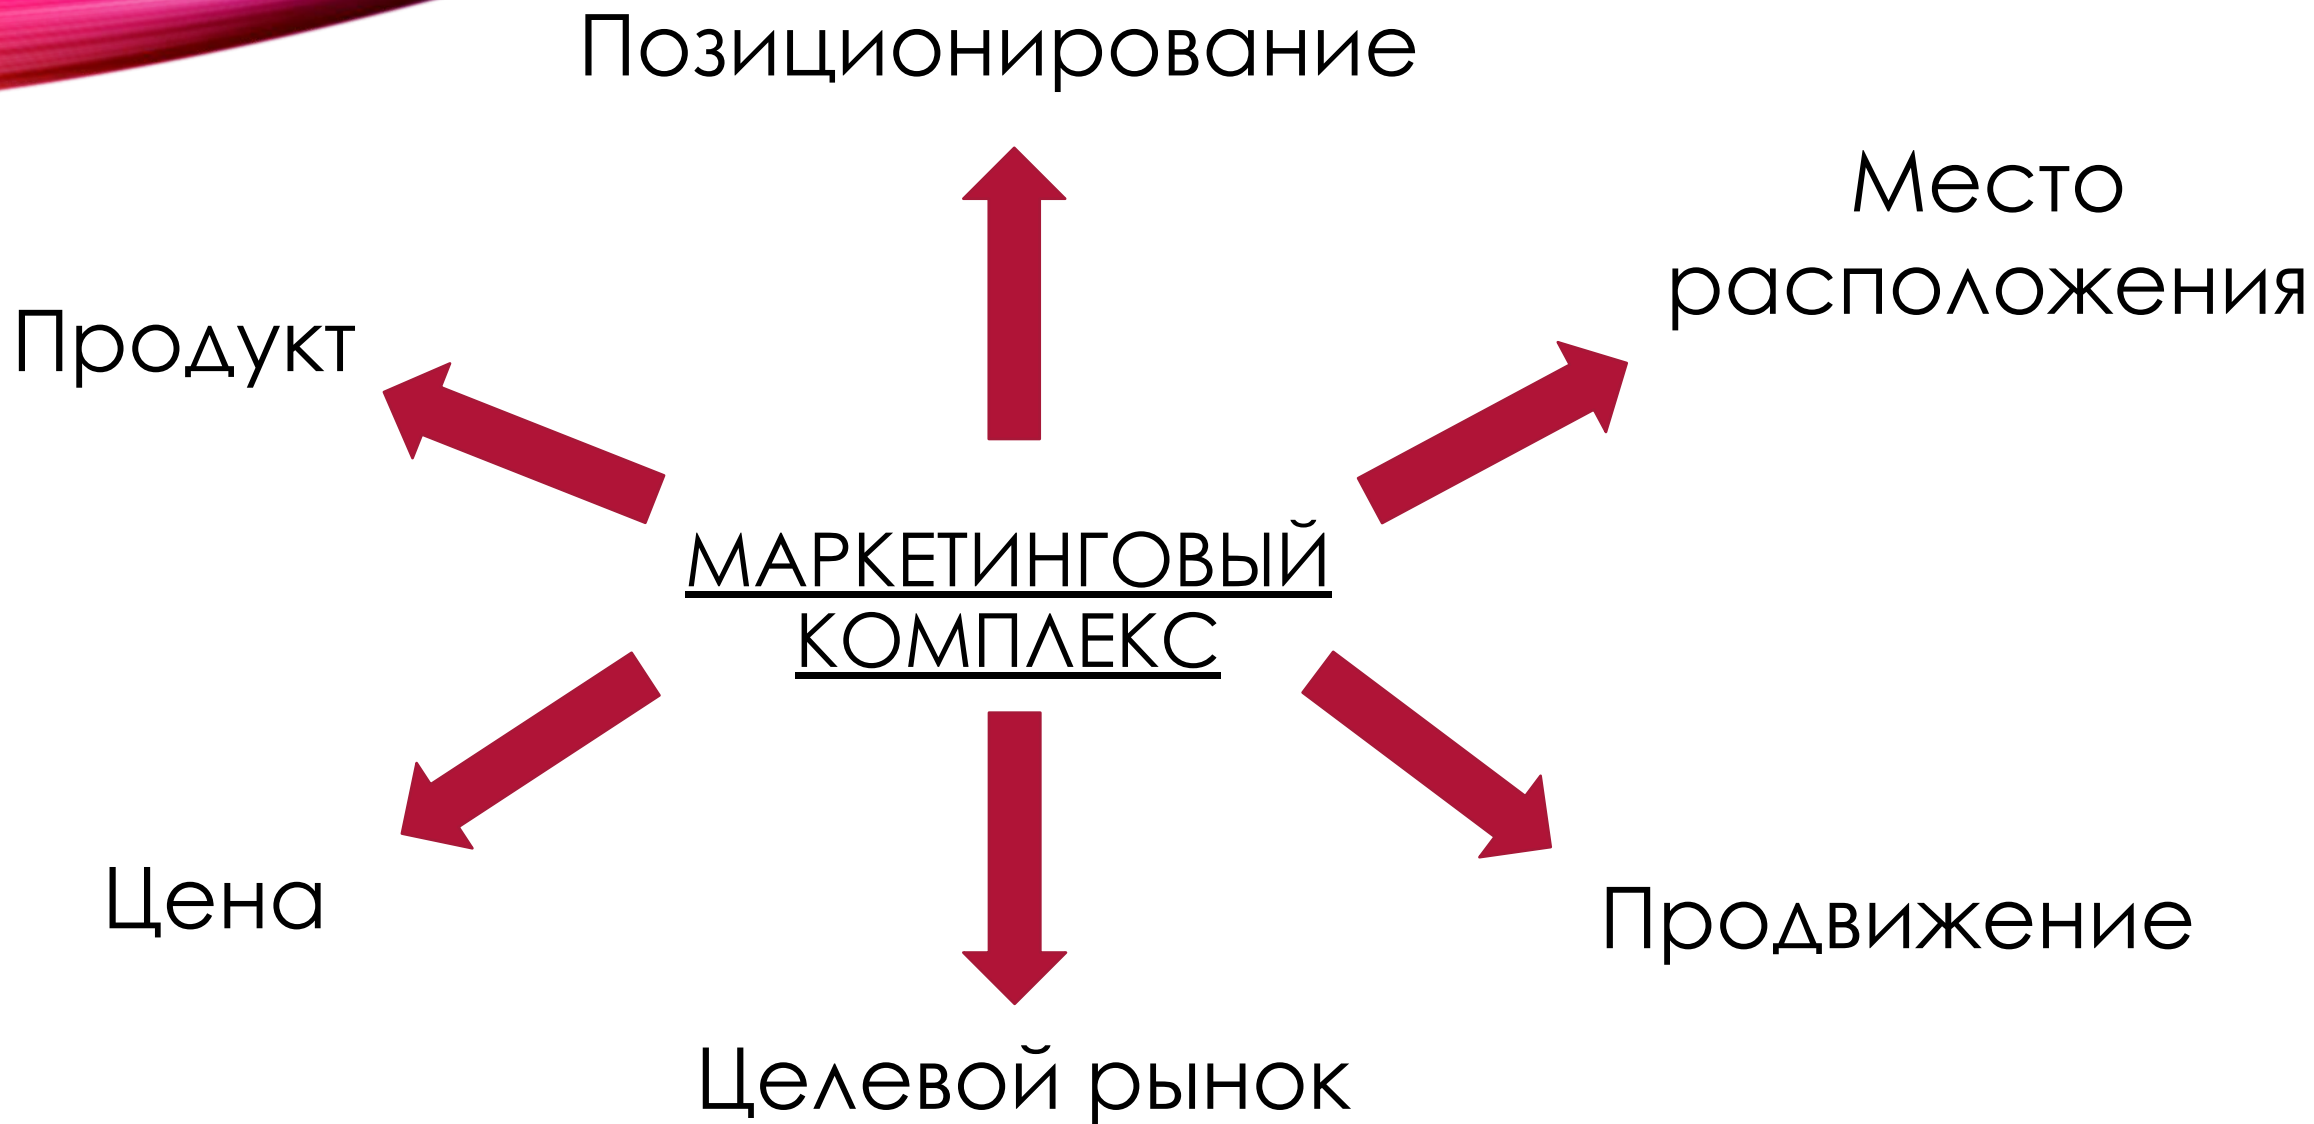 Позиционирование
Место
расположения
Продукт
МАРКЕТИНГОВЫЙ
КОМПЛЕКС
Цена
Продвижение
Целевой рынок